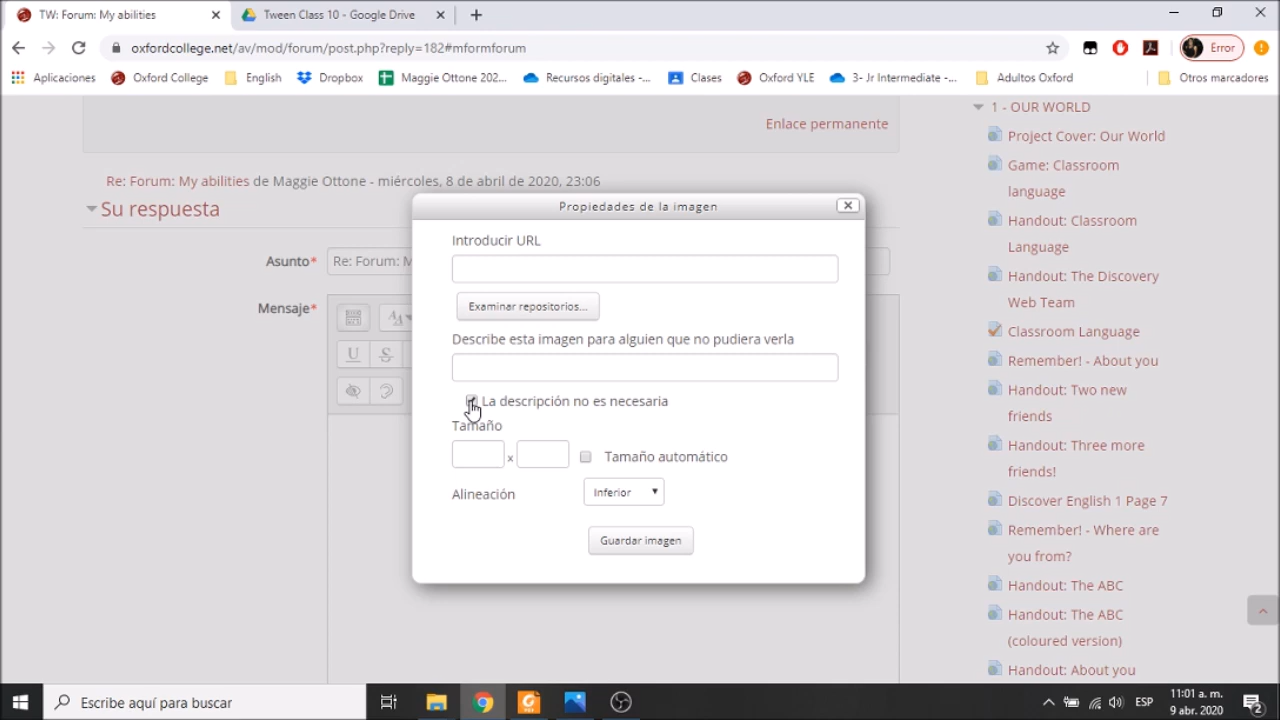 TW: Forum: My abilities
Tween Class 10 - Google Drive
oxfordcollege.net/av/mod/forum/post.php?reply=182#mformforum
Error
Aplicaciones
Oxford College
English
Dropbox
Maggie Ottone 202...
Recursos digitales -...
Clases
Oxford YLE
3- Jr Intermediate -...
Adultos Oxford
Otros marcadores
Enlace permanente
Re: Forum: My abilities de Maggie Ottone - miércoles, 8 de abril de 2020, 23:06
Su respuesta
Asunto*
Re: Forum: M
Mensaje*
Propiedades de la imagen
Introducir URL
Examinar repositorios...
Describe esta imagen para alguien que no pudiera verla
La descripción no es necesaria
Tamaño
x
Tamaño automático
Alineación
Inferior
Guardar imagen
1 - OUR WORLD
Project Cover: Our World
Game: Classroom
language
Handout: Classroom
Language
Handout: The Discovery
Web Team
Classroom Language
Remember! - About you
Handout: Two new
friends
Handout: Three more
friends!
Discover English 1 Page 7
Remember! - Where are
you from?
Handout: The ABC
Handout: The ABC
(coloured version)
Handout: About you
Escribe aquí para buscar
ESP
11:01 a. m.
9 abr. 2020
2